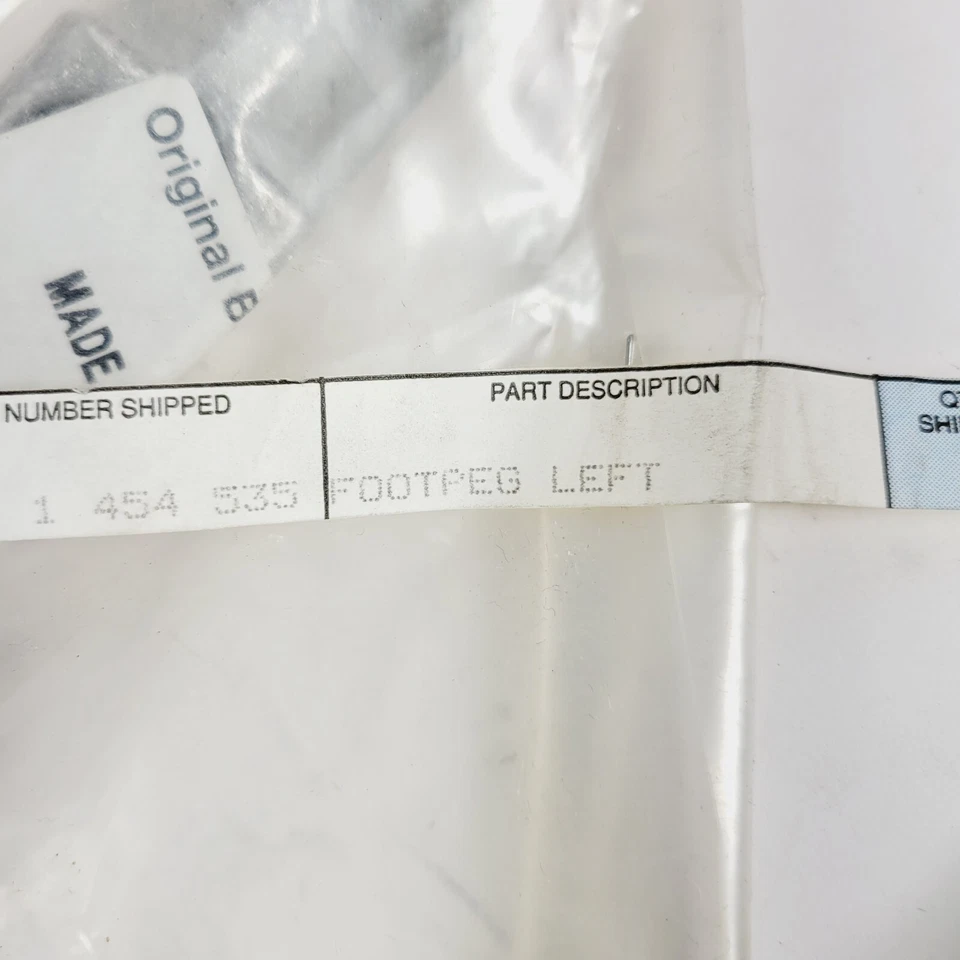 Original B
MADE
NUMBER SHIPPED
PART DESCRIPTION
1 454 535
FOOTPEG LEFT